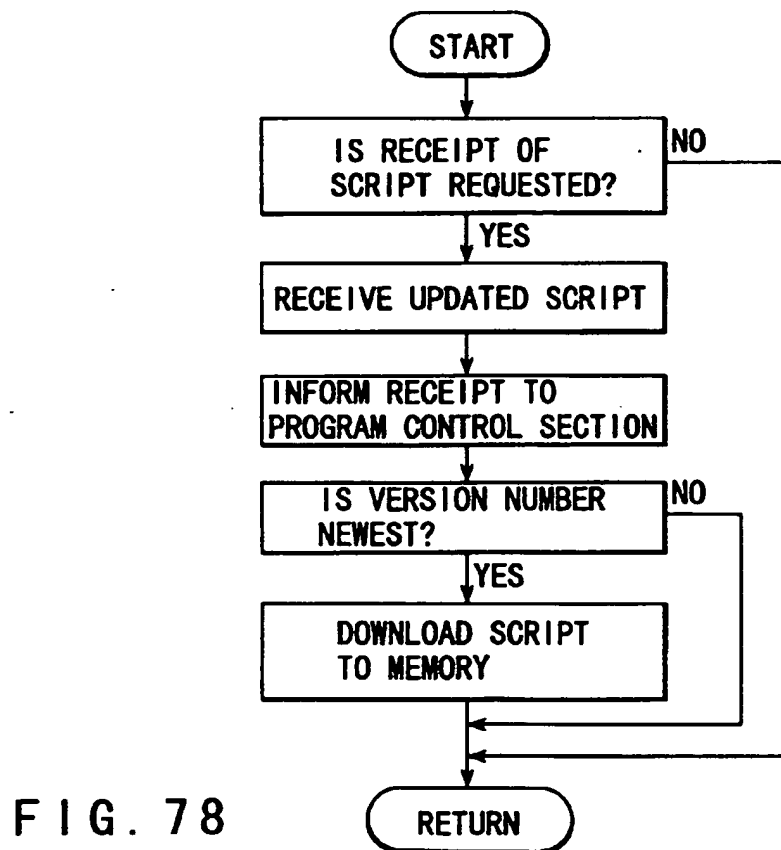 START
IS RECEIPT OF
SCRIPT REQUESTED?
NO
YES
RECEIVE UPDATED SCRIPT
INFORM RECEIPT TO
PROGRAM CONTROL SECTION
IS VERSION NUMBER
NEWEST?
NO
YES
DOWNLOAD SCRIPT
TO MEMORY
RETURN
FIG. 78